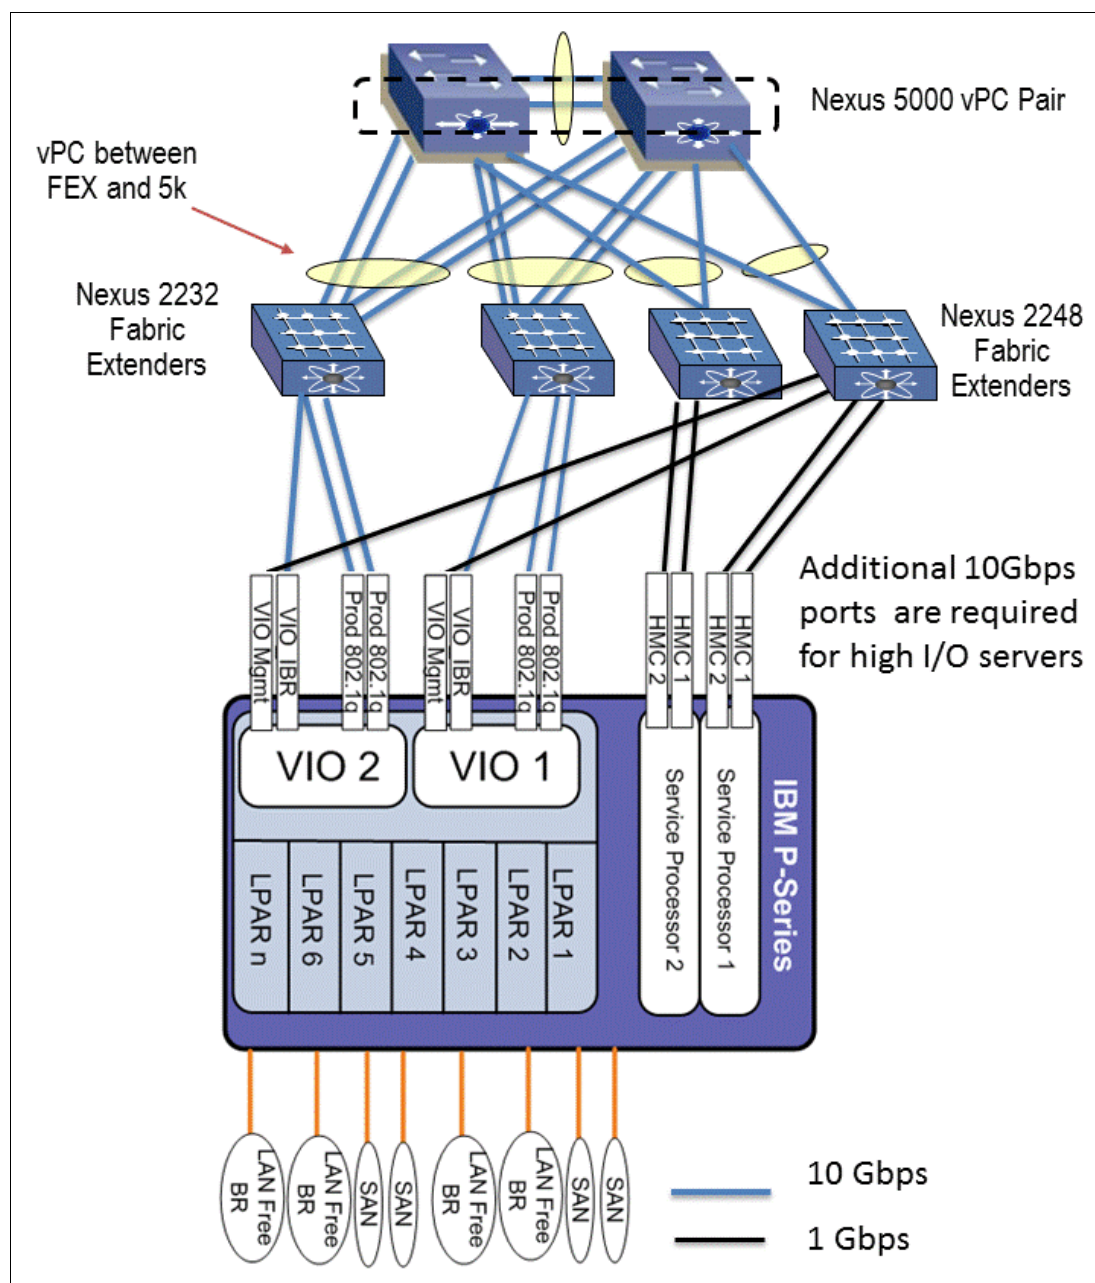 Nexus 5000 vPC Pair
vPC between
FEX and 5k
Nexus 2232
Fabric
Extenders
Nexus 2248
Fabric
Extenders
Additional 10Gbps
ports are required
for high I/O servers
VIO Mgmt
VIO_IBR
Prod 802.1q
Prod 802.1q
VIO Mgmt
VIO_IBR
Prod 802.1q
Prod 802.1q
HMC 2
HMC 1
HMC 2
HMC 1
VIO 2
VIO 1
LPAR n
LPAR 6
LPAR 5
LPAR 4
LPAR 3
LPAR 2
LPAR 1
Service Processor 2
Service Processor 1
IBM P-Series
LAN Free
BR
LAN Free
BR
SAN
SAN
LAN Free
BR
LAN Free
BR
SAN
SAN
10 Gbps
1 Gbps